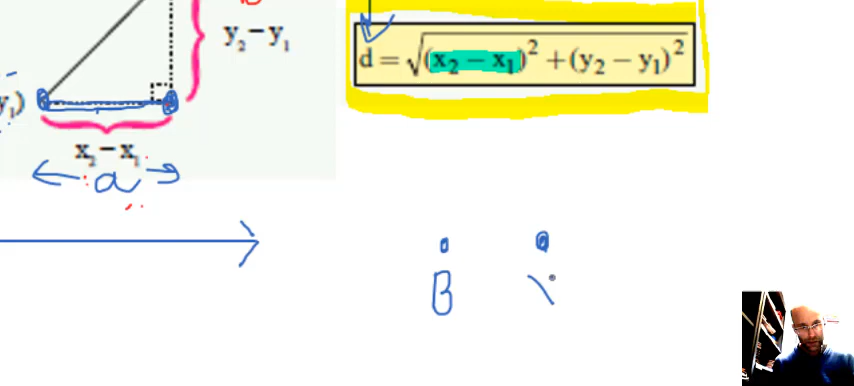 y₂ – y₁
d = √(x₂ – x₁)² + (y₂ – y₁)²
y₁)
x₂ – x₁
a
B